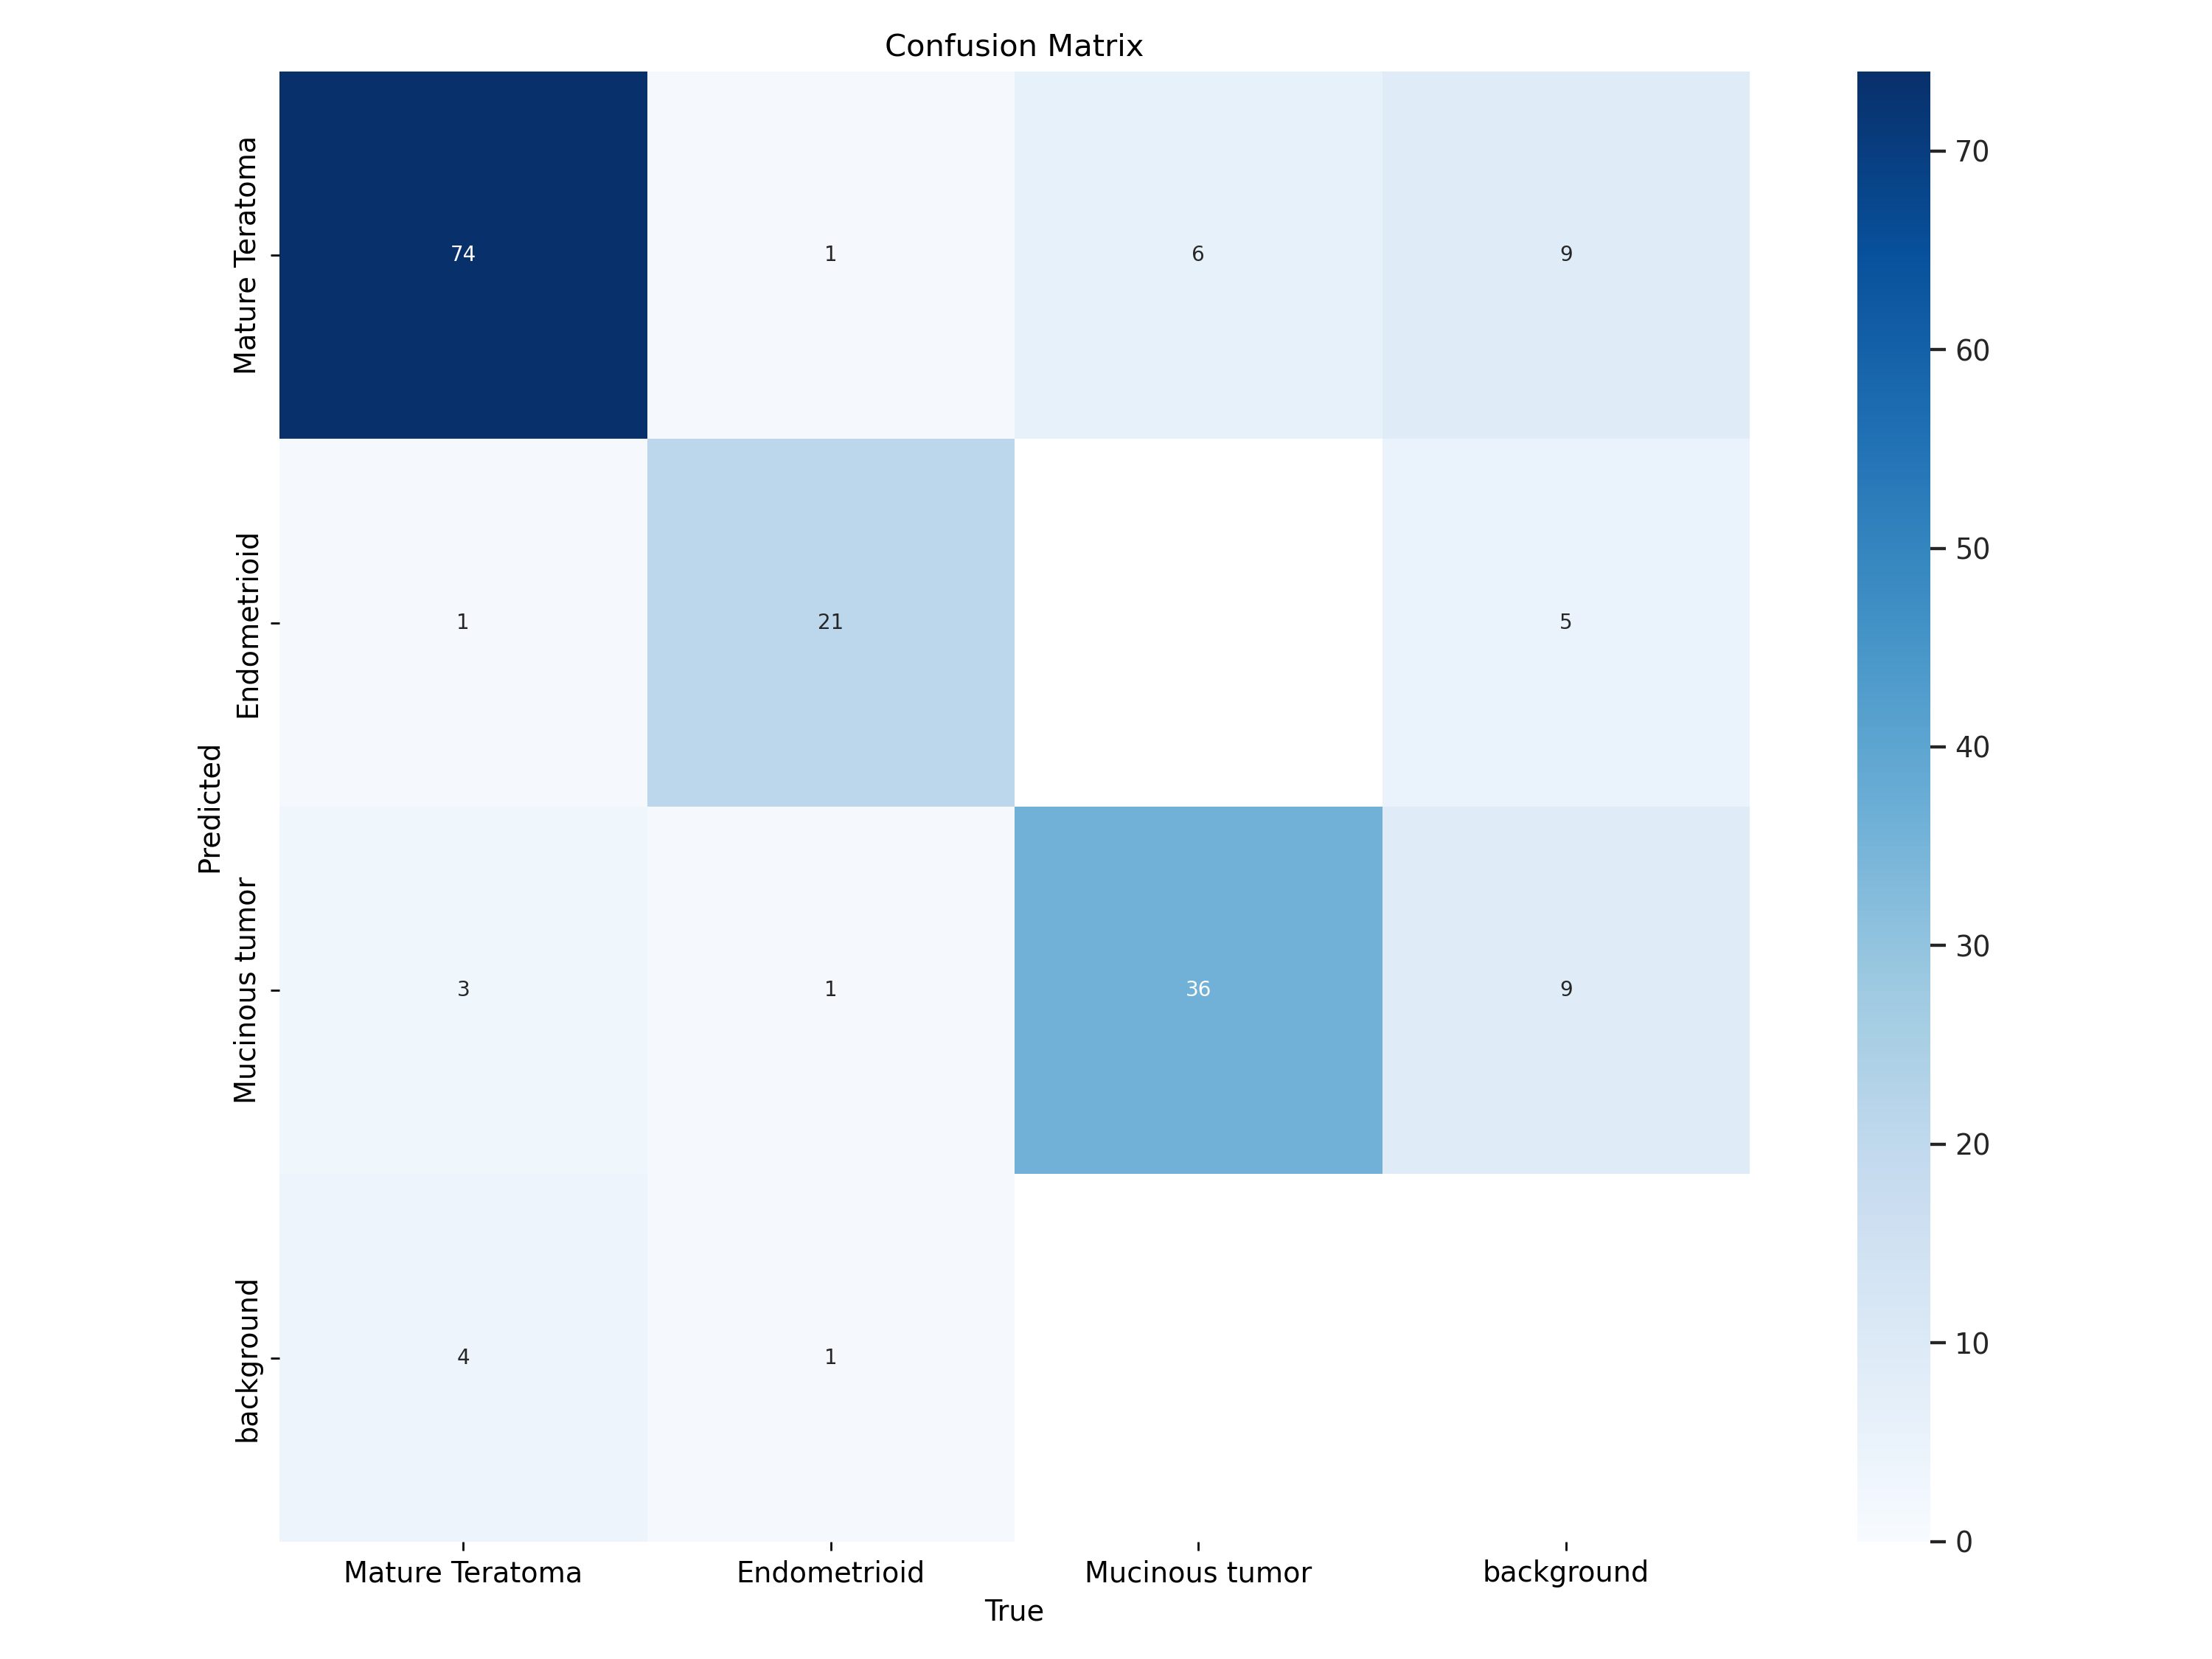 Confusion Matrix
Predicted
Mature Teratoma
74
1
6
9
Endometrioid
1
21
5
Mucinous tumor
3
1
36
9
background
4
1
Mature Teratoma
Endometrioid
Mucinous tumor
background
True
70
60
50
40
30
20
10
0